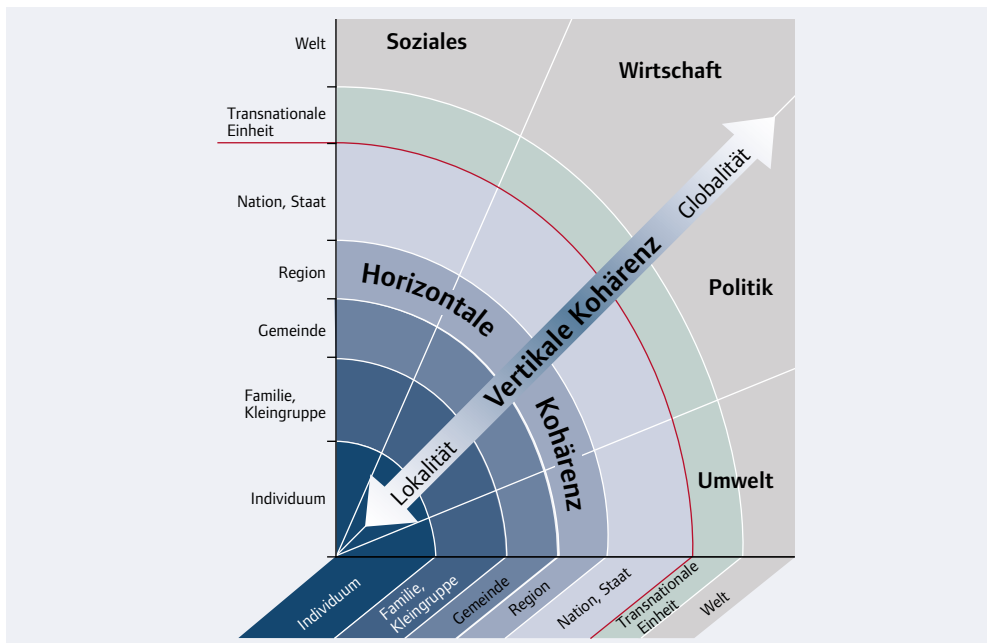 Welt
Soziales
Wirtschaft
Transnationale
Einheit
Globalität
Nation, Staat
Vertikale Kohärenz
Region
Horizontale
Politik
Gemeinde
Familie,
Kleingruppe
Kohärenz
Lokalität
Umwelt
Individuum
Individuum
Familie,
Kleingruppe
Gemeinde
Region
Nation, Staat
Transnationale
Einheit
Welt